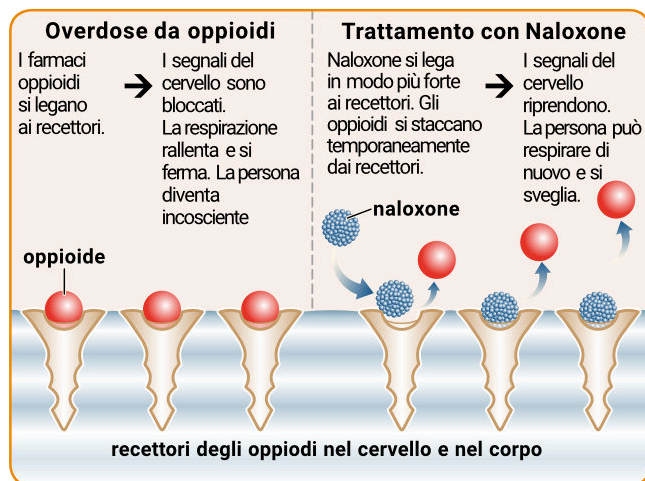 Overdose da oppioidi
I farmaci
oppioidi
si legano
ai recettori.
I segnali del
cervello sono
bloccati.
La respirazione
rallenta e si
ferma. La persona
diventa
incosciente
oppioide
Trattamento con Naloxone
Naloxone si lega
in modo più forte
ai recettori. Gli
oppioidi si staccano
temporaneamente
dai recettori.
I segnali del
cervello
riprendono.
La persona può
respirare di
nuovo e si
sveglia.
naloxone
recettori degli oppiodi nel cervello e nel corpo